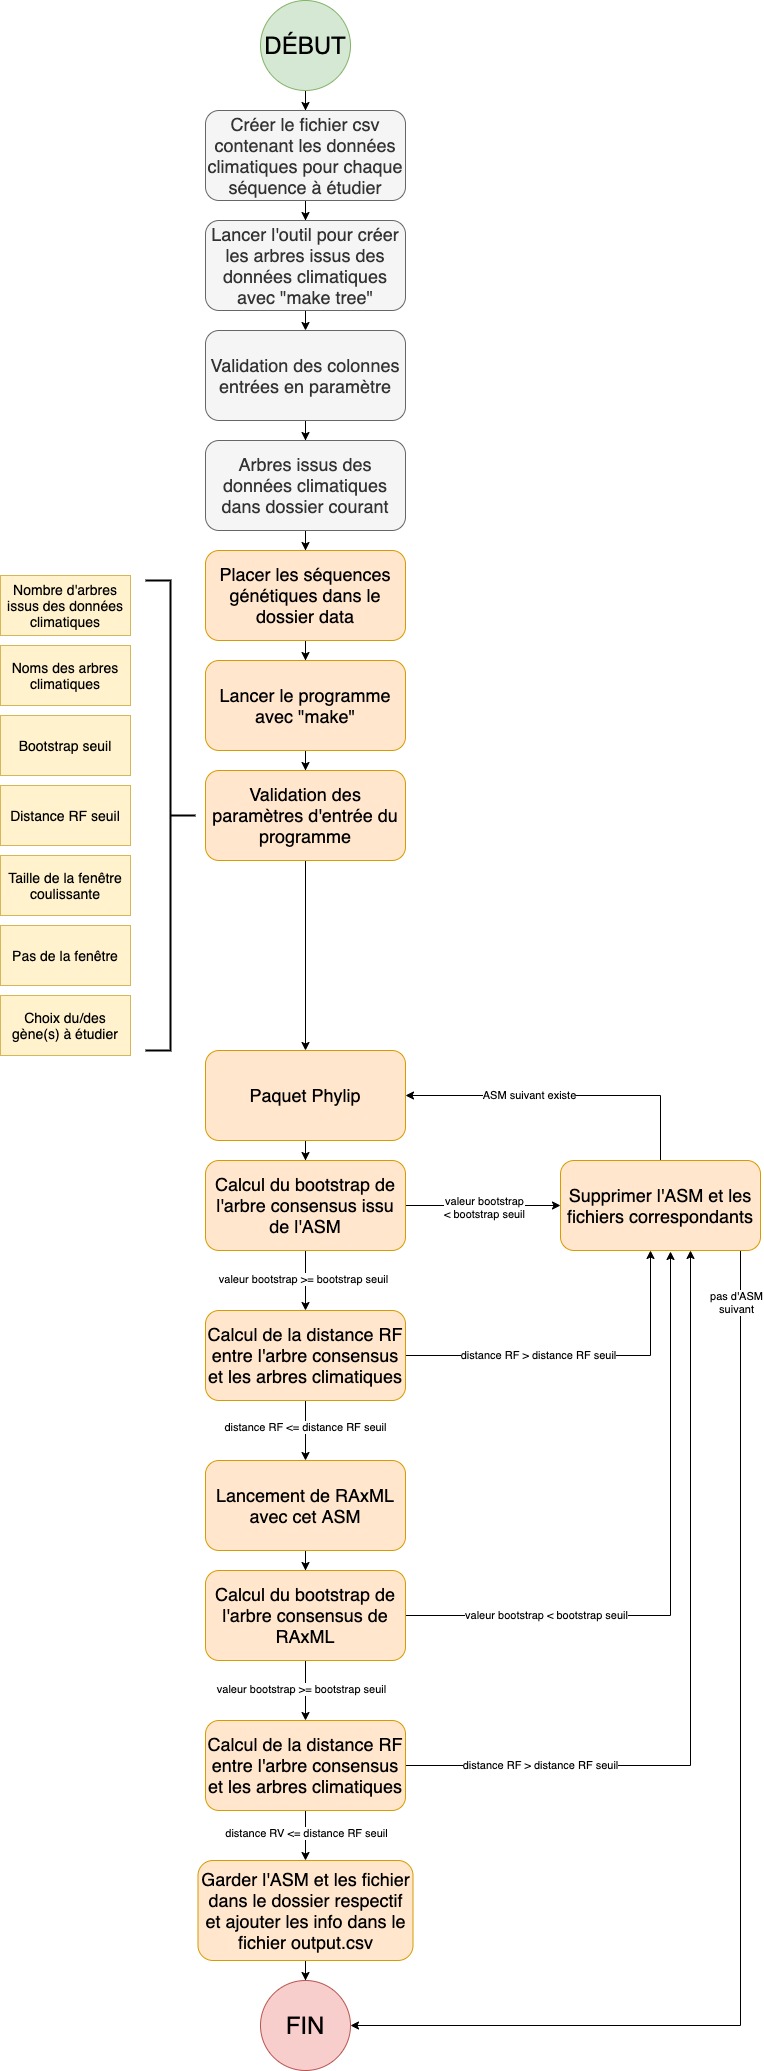 DÉBUT
Créer le fichier csv
contenant les données
climatiques pour chaque
séquence à étudier
Lancer l'outil pour créer
les arbres issus des
données climatiques
avec "make tree"
Validation des colonnes
entrées en paramètre
Arbres issus des
données climatiques
dans dossier courant
Placer les séquences
génétiques dans le
dossier data
Lancer le programme
avec "make"
Validation des
paramètres d'entrée du
programme
Nombre d'arbres
issus des données
climatiques
Noms des arbres
climatiques
Bootstrap seuil
Distance RF seuil
Taille de la fenêtre
coulissante
Pas de la fenêtre
Choix du/des
gène(s) à étudier
Paquet Phylip
ASM suivant existe
Calcul du bootstrap de
l'arbre consensus issu
de l'ASM
valeur bootstrap
< bootstrap seuil
Supprimer l'ASM et les
fichiers correspondants
valeur bootstrap >= bootstrap seuil
pas d'ASM
suivant
Calcul de la distance RF
entre l'arbre consensus
et les arbres climatiques
distance RF > distance RF seuil
distance RF <= distance RF seuil
Lancement de RAxML
avec cet ASM
Calcul du bootstrap de
l'arbre consensus de
RAxML
valeur bootstrap < bootstrap seuil
valeur bootstrap >= bootstrap seuil
Calcul de la distance RF
entre l'arbre consensus
et les arbres climatiques
distance RF > distance RF seuil
distance RV <= distance RF seuil
Garder l'ASM et les fichier
dans le dossier respectif
et ajouter les info dans le
fichier output.csv
FIN